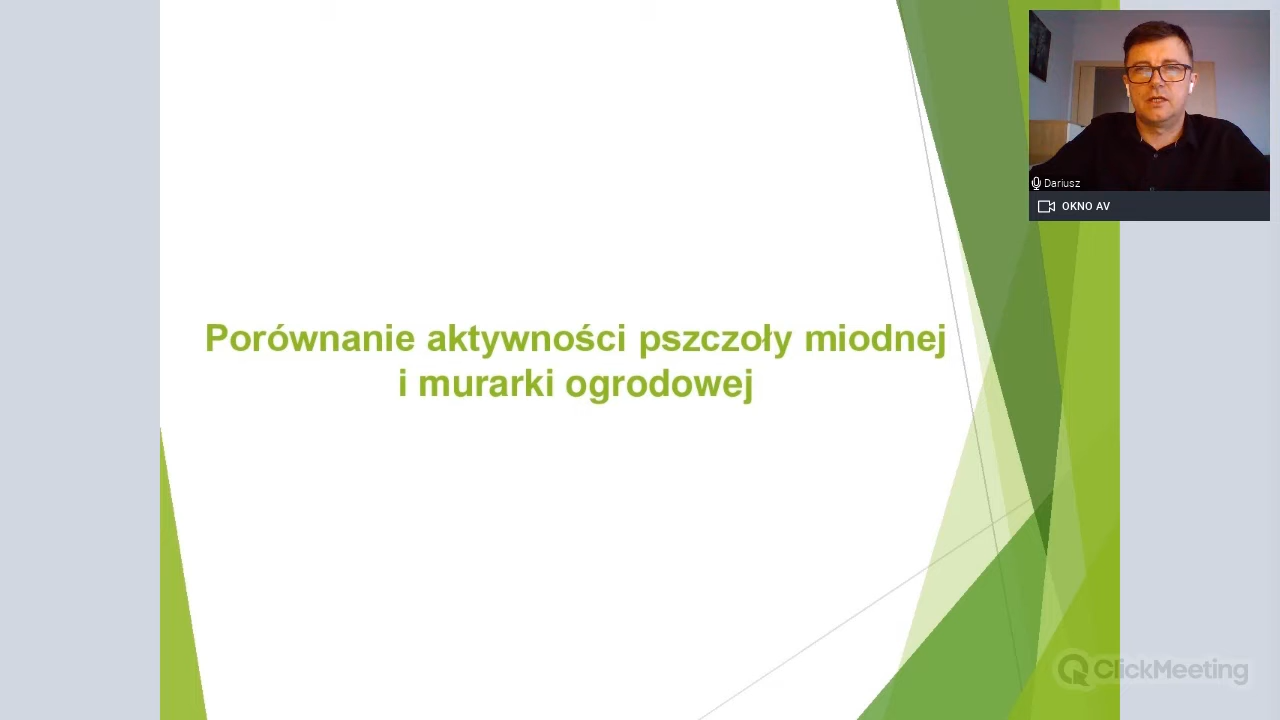 Porównanie aktywności pszczoły miodnej
i murarki ogrodowej
Dariusz
OKNO AV
ClickMeeting